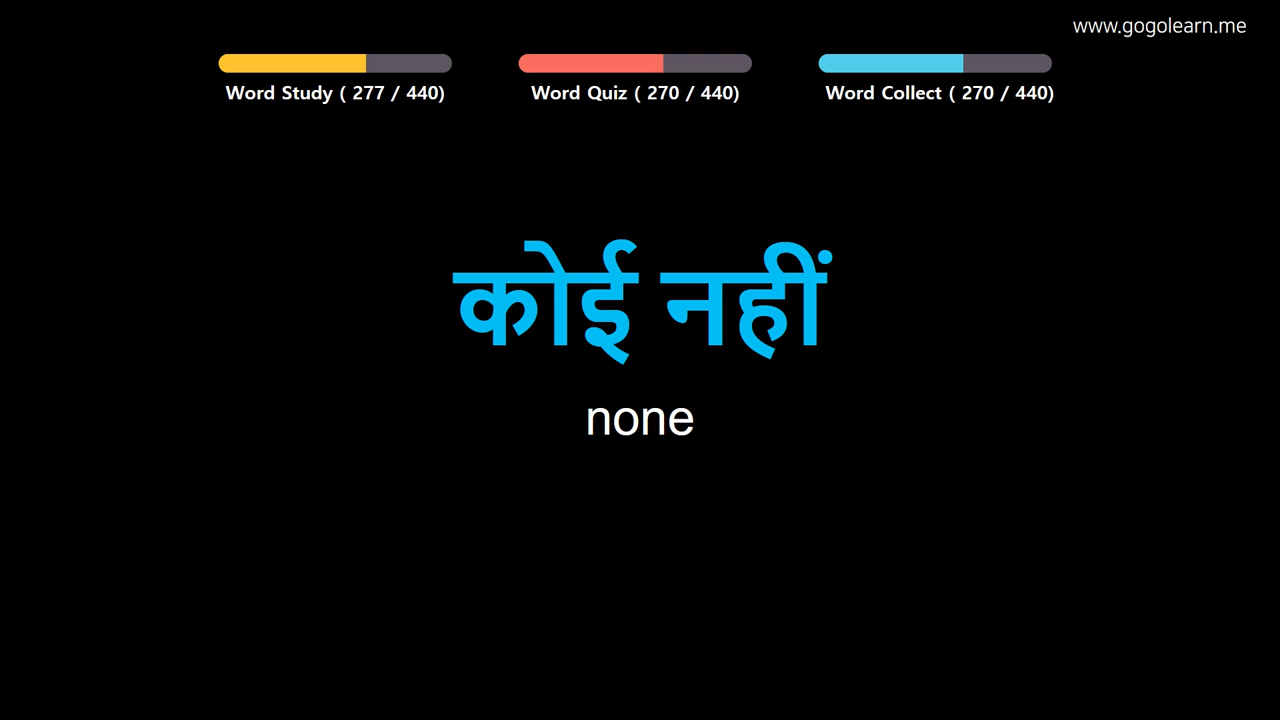 www.gogolearn.me
Word Study ( 277 / 440)
Word Quiz ( 270 / 440)
Word Collect ( 270 / 440)
कोई नहीं
none